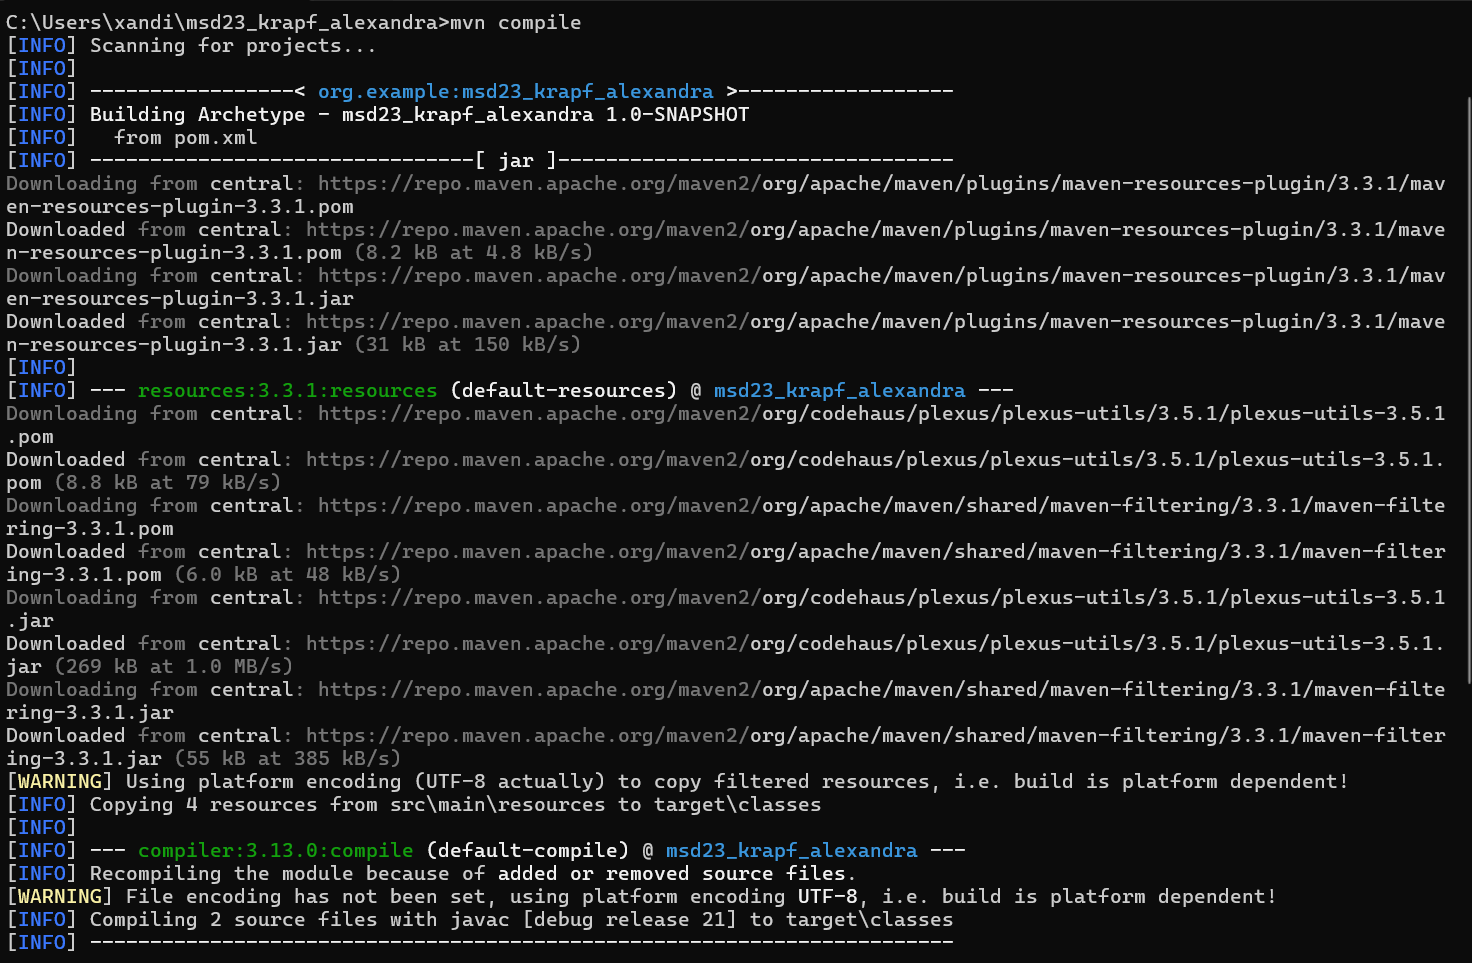 C:\Users\xandi\msd23_krapf_alexandra>mvn compile
[INFO] Scanning for projects...
[INFO]
[INFO] -----------------< org.example:msd23_krapf_alexandra >------------------
[INFO] Building Archetype - msd23_krapf_alexandra 1.0-SNAPSHOT
[INFO]   from pom.xml
[INFO] --------------------------------[ jar ]---------------------------------
Downloading from central: https://repo.maven.apache.org/maven2/org/apache/maven/plugins/maven-resources-plugin/3.3.1/mav
en-resources-plugin-3.3.1.pom
Downloaded from central: https://repo.maven.apache.org/maven2/org/apache/maven/plugins/maven-resources-plugin/3.3.1/mave
n-resources-plugin-3.3.1.pom (8.2 kB at 4.8 kB/s)
Downloading from central: https://repo.maven.apache.org/maven2/org/apache/maven/plugins/maven-resources-plugin/3.3.1/mav
en-resources-plugin-3.3.1.jar
Downloaded from central: https://repo.maven.apache.org/maven2/org/apache/maven/plugins/maven-resources-plugin/3.3.1/mave
n-resources-plugin-3.3.1.jar (31 kB at 150 kB/s)
[INFO]
[INFO] --- resources:3.3.1:resources (default-resources) @ msd23_krapf_alexandra ---
Downloading from central: https://repo.maven.apache.org/maven2/org/codehaus/plexus/plexus-utils/3.5.1/plexus-utils-3.5.1
.pom
Downloaded from central: https://repo.maven.apache.org/maven2/org/codehaus/plexus/plexus-utils/3.5.1/plexus-utils-3.5.1.
pom (8.8 kB at 79 kB/s)
Downloading from central: https://repo.maven.apache.org/maven2/org/apache/maven/shared/maven-filtering/3.3.1/maven-filte
ring-3.3.1.pom
Downloaded from central: https://repo.maven.apache.org/maven2/org/apache/maven/shared/maven-filtering/3.3.1/maven-filter
ing-3.3.1.pom (6.0 kB at 48 kB/s)
Downloading from central: https://repo.maven.apache.org/maven2/org/codehaus/plexus/plexus-utils/3.5.1/plexus-utils-3.5.1
.jar
Downloaded from central: https://repo.maven.apache.org/maven2/org/codehaus/plexus/plexus-utils/3.5.1/plexus-utils-3.5.1.
jar (269 kB at 1.0 MB/s)
Downloading from central: https://repo.maven.apache.org/maven2/org/apache/maven/shared/maven-filtering/3.3.1/maven-filte
ring-3.3.1.jar
Downloaded from central: https://repo.maven.apache.org/maven2/org/apache/maven/shared/maven-filtering/3.3.1/maven-filter
ing-3.3.1.jar (55 kB at 385 kB/s)
[WARNING] Using platform encoding (UTF-8 actually) to copy filtered resources, i.e. build is platform dependent!
[INFO] Copying 4 resources from src\main\resources to target\classes
[INFO]
[INFO] --- compiler:3.13.0:compile (default-compile) @ msd23_krapf_alexandra ---
[INFO] Recompiling the module because of added or removed source files.
[WARNING] File encoding has not been set, using platform encoding UTF-8, i.e. build is platform dependent!
[INFO] Compiling 2 source files with javac [debug release 21] to target\classes
[INFO] ------------------------------------------------------------------------